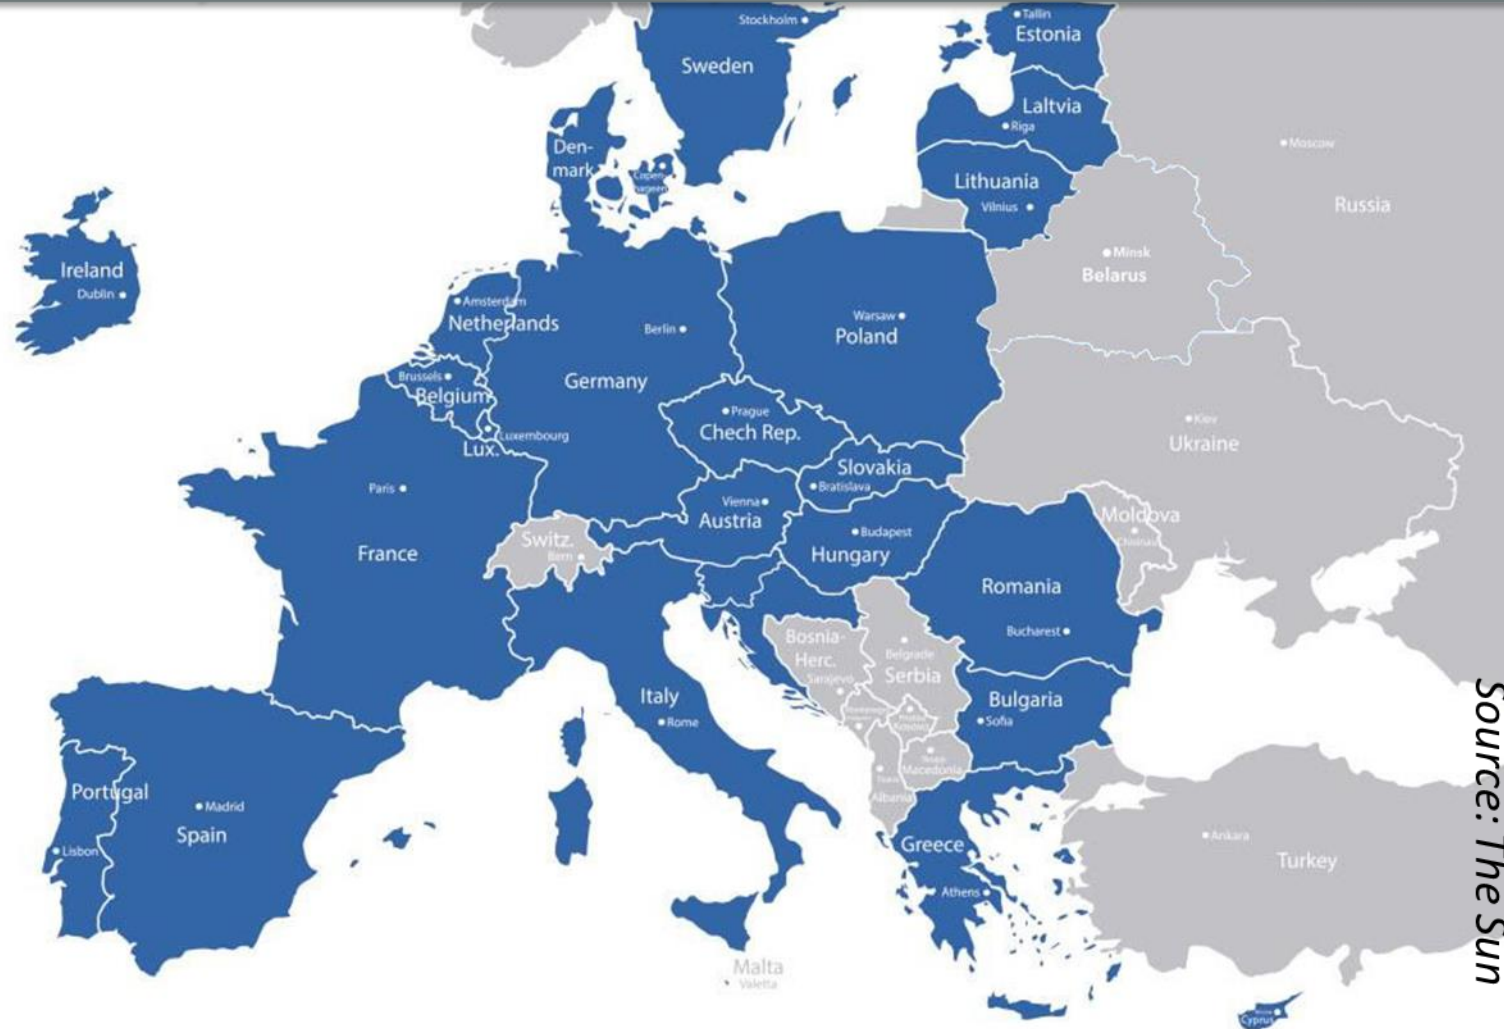 Stockholm
Sweden
Tallin
Estonia
Laltvia
Riga
Moscow
Den-
mark
Copen-
hageen
Lithuania
Vilnius
Russia
Minsk
Belarus
Ireland
Dublin
Amsterdam
Netherlands
Berlin
Warsaw
Poland
Germany
Brussels
Belgium
Prague
Chech Rep.
Luxembourg
Lux.
Kiev
Ukraine
Slovakia
Bratislava
Paris
Vienna
Austria
Moldova
Chisinau
Switz.
Bern
Budapest
Hungary
France
Romania
Bucharest
Bosnia-
Herc.
Sarajevo
Belgrade
Serbia
Italy
Rome
Bulgaria
Sofia
Macedonia
Albania
Portugal
Madrid
Spain
Lisbon
Greece
Athens
Ankara
Turkey
Malta
Valetta
Cyprus
Source: The Sun